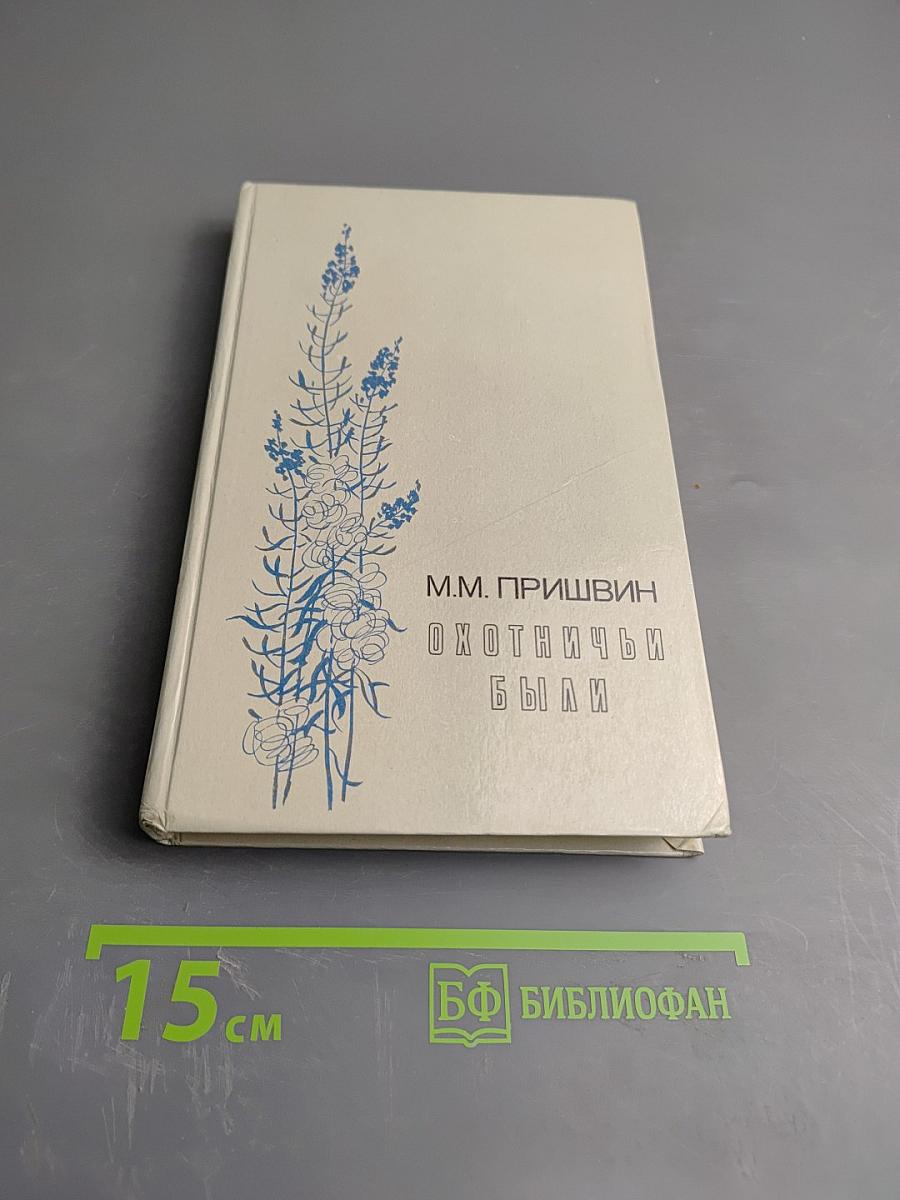 М.М. ПРИШВИН
ОХОТНИЧЬИ
БЫЛИ
15 см
БФ БИБЛИОФАН